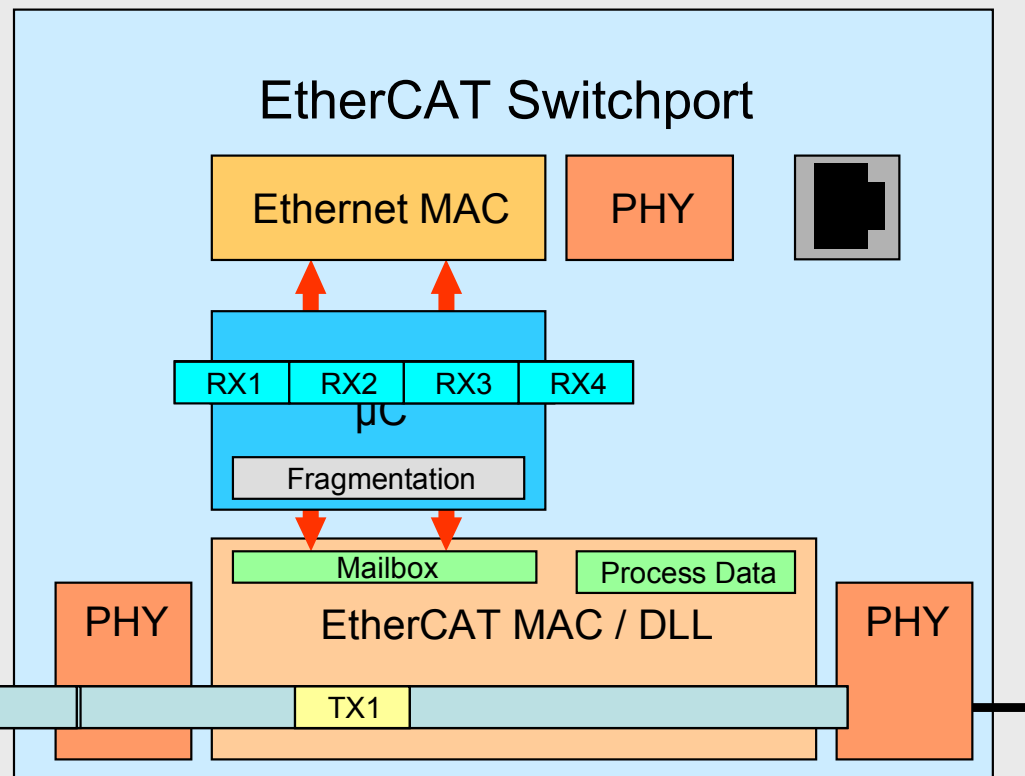 EtherCAT Switchport
Ethernet MAC
PHY
RX1
RX2
RX3
RX4
µC
Fragmentation
Mailbox
Process Data
PHY
EtherCAT MAC / DLL
PHY
TX1